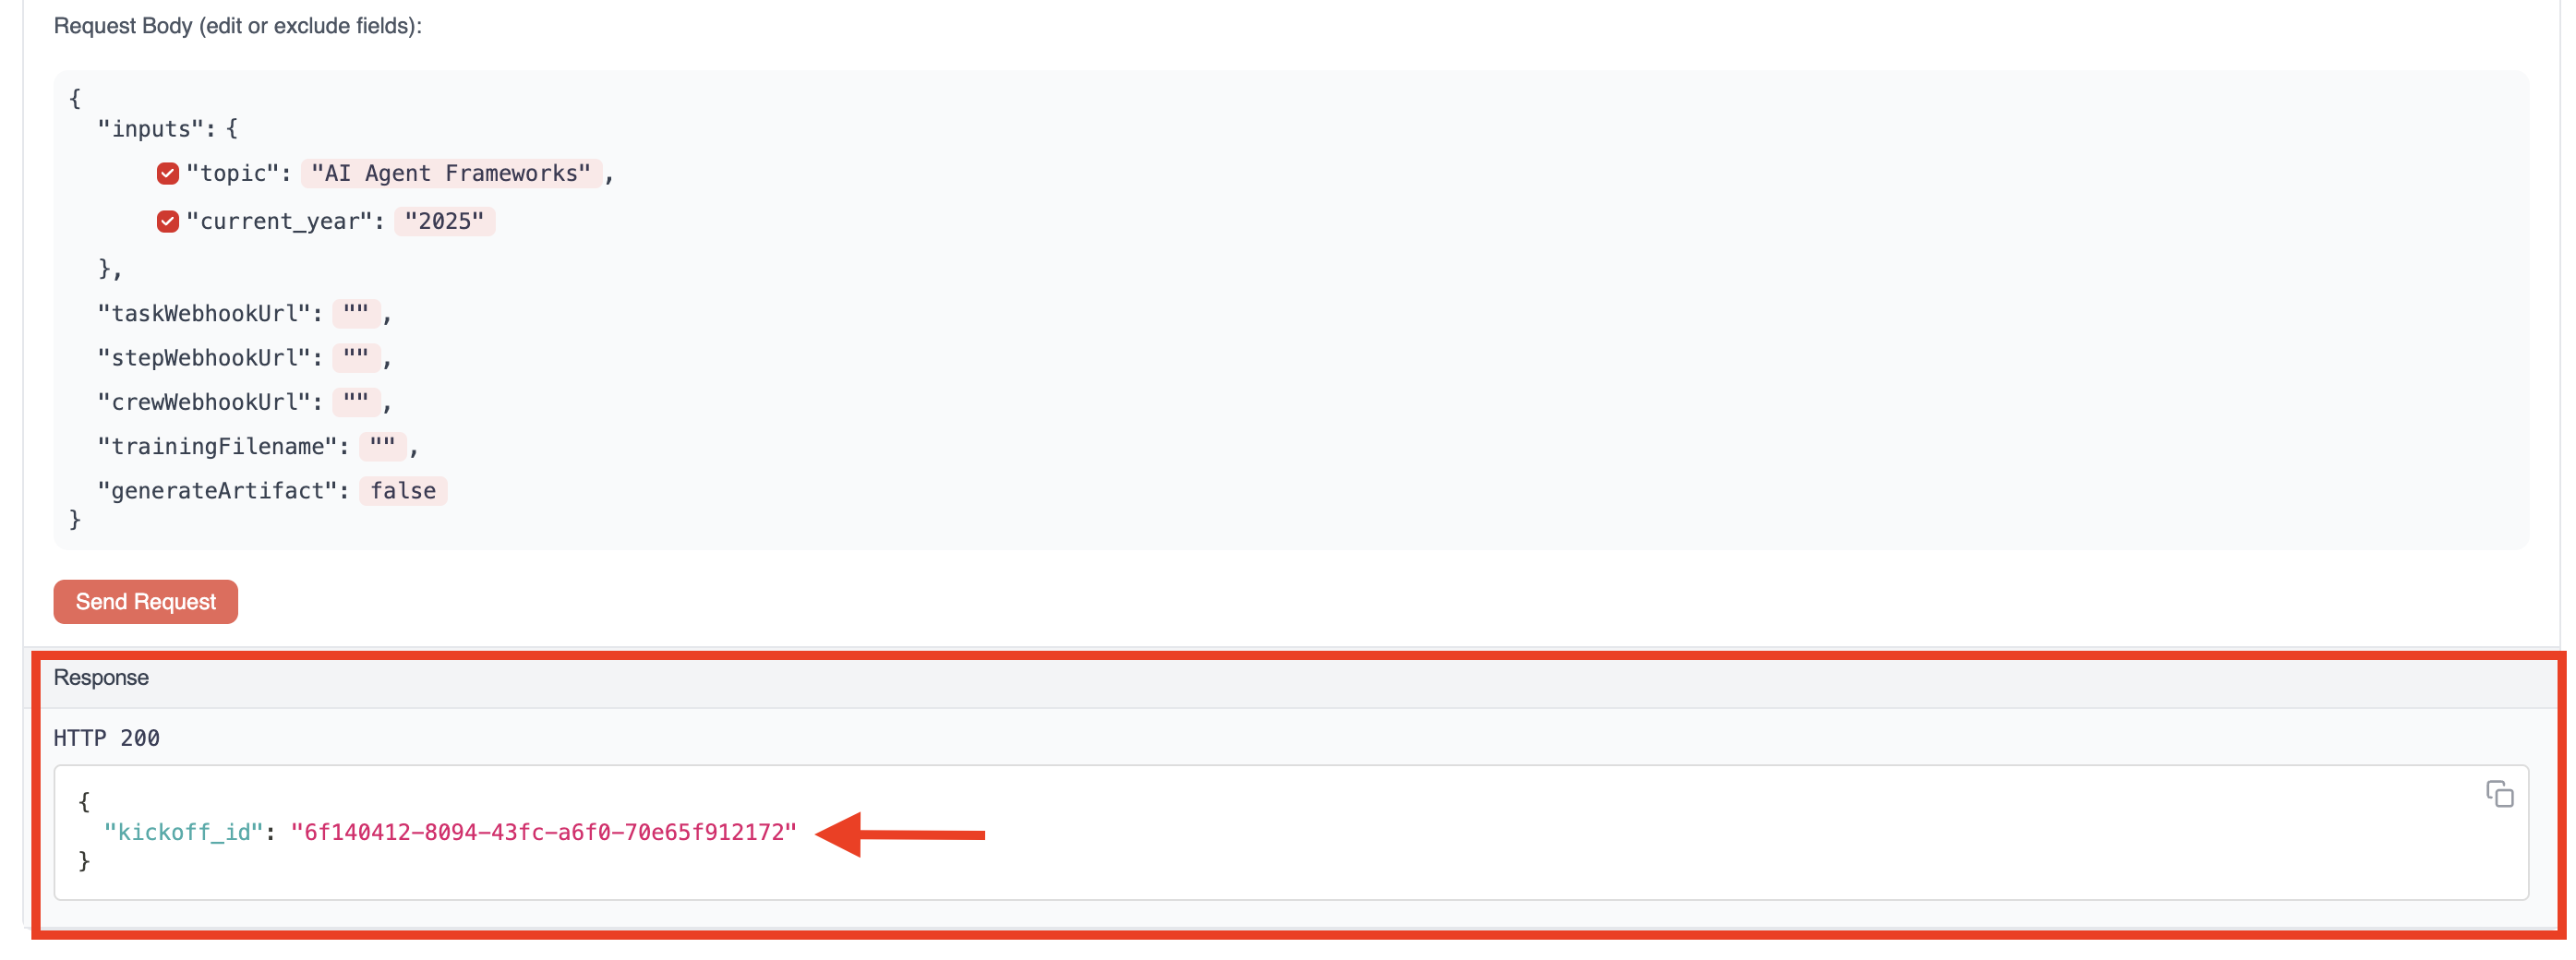 Request Body (edit or exclude fields):
{
"inputs": {
"topic": "AI Agent Frameworks",
"current_year": "2025"
},
"taskWebhookUrl": "",
"stepWebhookUrl": "",
"crewWebhookUrl": "",
"trainingFilename": "",
"generateArtifact": false
}
Send Request
Response
HTTP 200
{
"kickoff_id": "6f140412-8094-43fc-a6f0-70e65f912172"
}